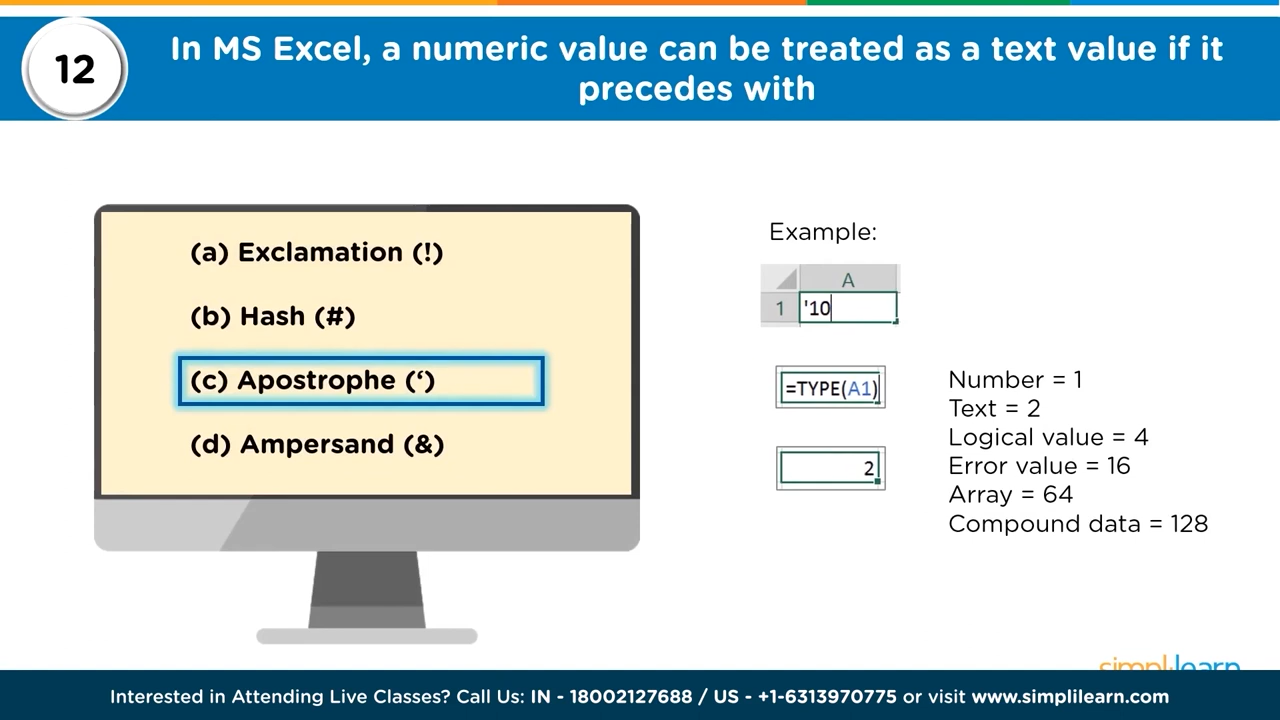 12
In MS Excel, a numeric value can be treated as a text value if it
precedes with
(a) Exclamation (!)
(b) Hash (#)
(c) Apostrophe (‘)
(d) Ampersand (&)
Example:
A
1 '10
=TYPE(A1)
2
Number = 1
Text = 2
Logical value = 4
Error value = 16
Array = 64
Compound data = 128
simplilearn
Interested in Attending Live Classes? Call Us: IN - 18002127688 / US - +1-6313970775 or visit www.simplilearn.com